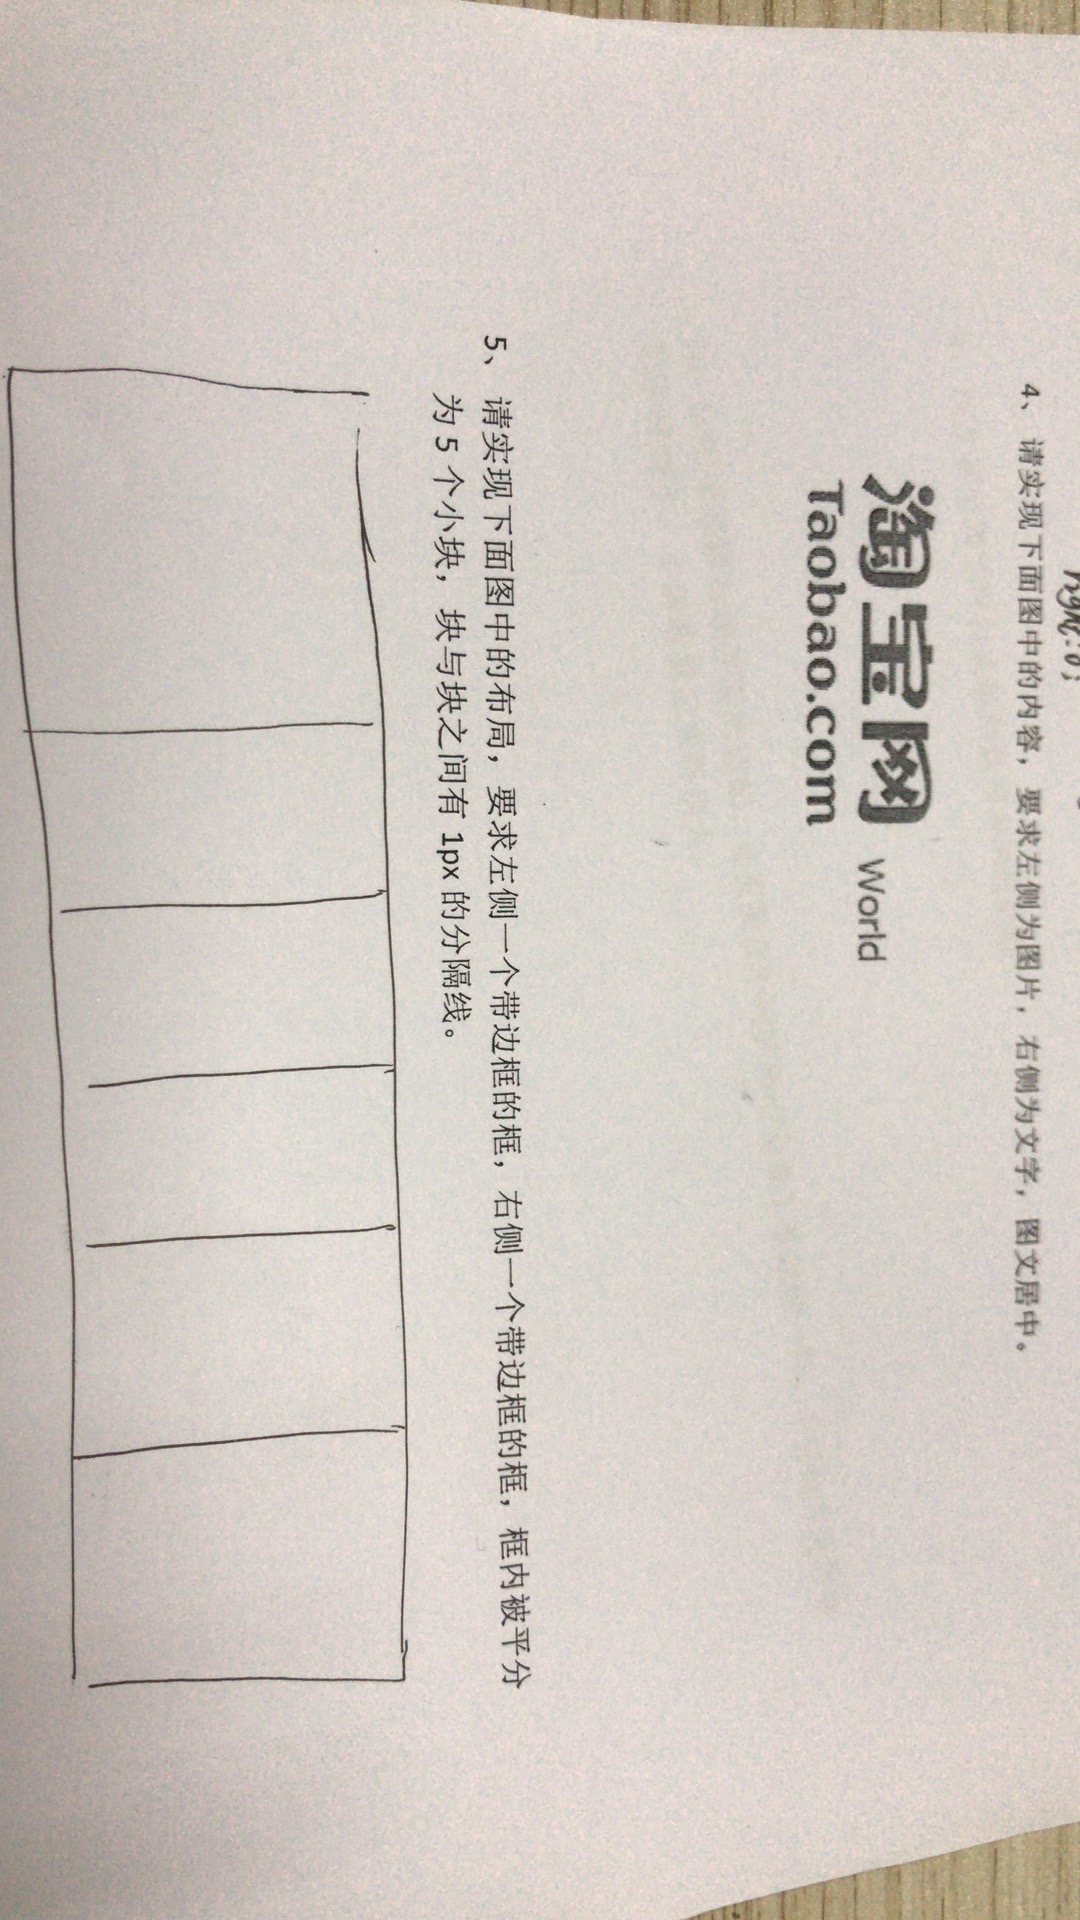 4、请实现下面图中的内容，要求左侧为图片，右侧为文字，图文居中。
淘宝网 World
Taobao.com
5、请实现下面图中的布局，要求左侧一个带边框的框，右侧一个带边框的框，框内被平分
为 5 个小块，块与块之间有 1px 的分隔线。